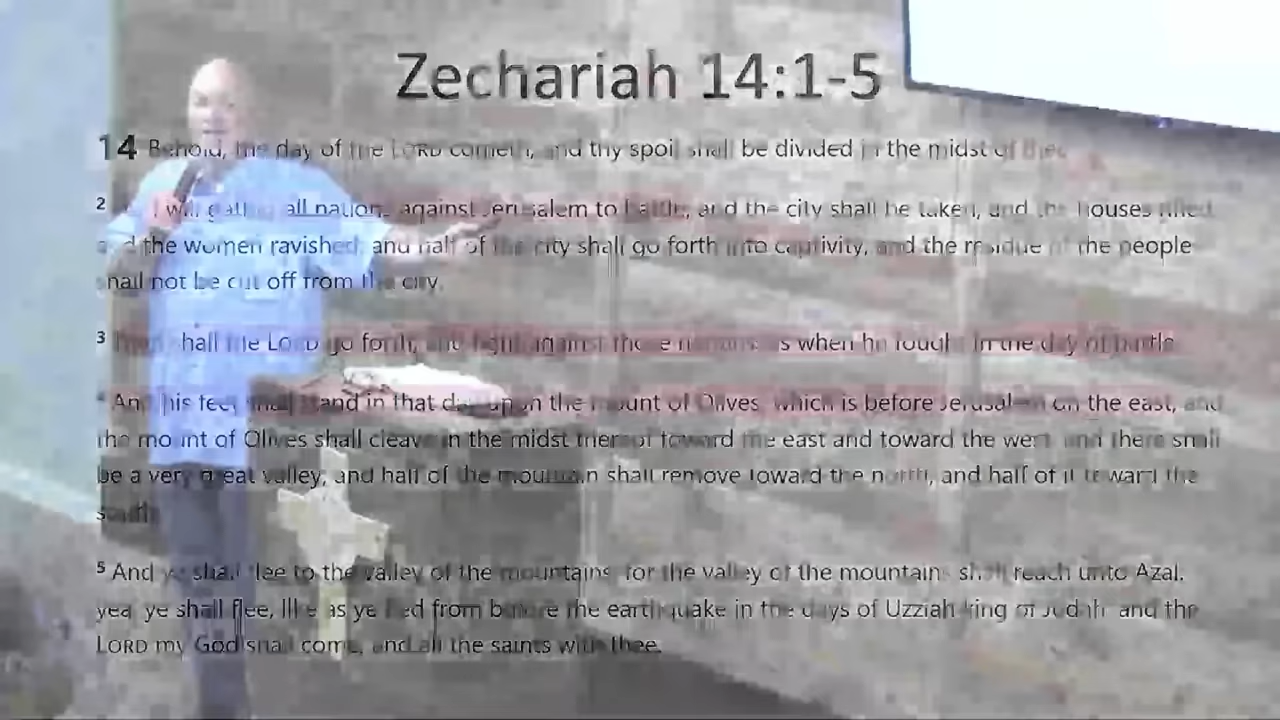 Zechariah 14:1-5
14 Behold, the day of the LORD cometh, and thy spoil shall be divided in the midst of thee.
2 I will gather all nations against Jerusalem to battle; and the city shall be taken, and the houses rifled,
and the women ravished; and half of the city shall go forth into captivity, and the residue of the people
shall not be cut off from the city.
3 Then shall the LORD go forth, and fight against those nations, as when he fought in the day of battle.
4 And his feet shall stand in that day upon the mount of Olives, which is before Jerusalem on the east, and
the mount of Olives shall cleave in the midst thereof toward the east and toward the west, and there shall
be a very great valley; and half of the mountain shall remove toward the north, and half of it toward the
south.
5 And ye shall flee to the valley of the mountains; for the valley of the mountains shall reach unto Azal:
yea, ye shall flee, like as ye fled from before the earthquake in the days of Uzziah king of Judah: and the
LORD my God shall come, and all the saints with thee.